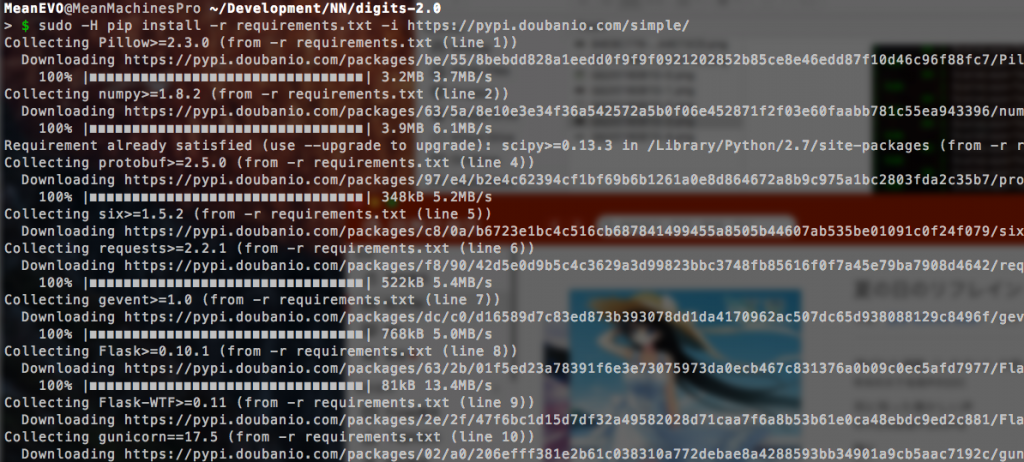 MeanEVO@MeanMachinesPro ~/Development/NN/digits-2.0
> $ sudo -H pip install -r requirements.txt -i https://pypi.doubanio.com/simple/
Collecting Pillow>=2.3.0 (from -r requirements.txt (line 1))
Downloading https://pypi.doubanio.com/packages/be/55/8bebdd828a1eedd0f9f9f0921202852b85ce8e46edd87f10d46c96f88fc7/Pil
100% |████████████████████████████████| 3.2MB 3.7MB/s
Collecting numpy>=1.8.2 (from -r requirements.txt (line 2))
Downloading https://pypi.doubanio.com/packages/63/5a/8e10e3e34f36a542572a5b0f06e452871f2f03e60faabb781c55ea943396/num
100% |████████████████████████████████| 3.9MB 6.1MB/s
Requirement already satisfied (use --upgrade to upgrade): scipy>=0.13.3 in /Library/Python/2.7/site-packages (from -r r
Collecting protobuf>=2.5.0 (from -r requirements.txt (line 4))
Downloading https://pypi.doubanio.com/packages/97/e4/b2e4c62394cf1bf69b6b1261a0e8d864672a8b9c975a1bc2803fda2c35b7/pro
100% |████████████████████████████████| 348kB 5.2MB/s
Collecting six>=1.5.2 (from -r requirements.txt (line 5))
Downloading https://pypi.doubanio.com/packages/c8/0a/b6723e1bc4c516cb687841499455a8505b44607ab535be01091c0f24f079/six
Collecting requests>=2.2.1 (from -r requirements.txt (line 6))
Downloading https://pypi.doubanio.com/packages/f8/90/42d5e0d9b5c4c3629a3d99823bbc3748fb85616f0f7a45e79ba7908d4642/req
100% |████████████████████████████████| 522kB 5.4MB/s
Collecting gevent>=1.0 (from -r requirements.txt (line 7))
Downloading https://pypi.doubanio.com/packages/dc/c0/d16589d7c83ed873b393078dd1da4170962ac507dc65d938088129c8496f/gev
100% |████████████████████████████████| 768kB 5.0MB/s
Collecting Flask>=0.10.1 (from -r requirements.txt (line 8))
Downloading https://pypi.doubanio.com/packages/63/2b/01f5ed23a78391f6e3e73075973da0ecb467c831376a0b09c0ec5afd7977/Fla
100% |████████████████████████████████| 81kB 13.4MB/s
Collecting Flask-WTF>=0.11 (from -r requirements.txt (line 9))
Downloading https://pypi.doubanio.com/packages/2e/2f/47f6bc1d15d7df32a49582028d71caa7f6a8b53b61e0ca48ebdc9ed2c881/Fla
Collecting gunicorn==17.5 (from -r requirements.txt (line 10))
Downloading https://pypi.doubanio.com/packages/02/a0/206efff381e2b61c038310a772debae8a4288593bb34901a9cb5aac7192c/gun
夏の日のリフレイン